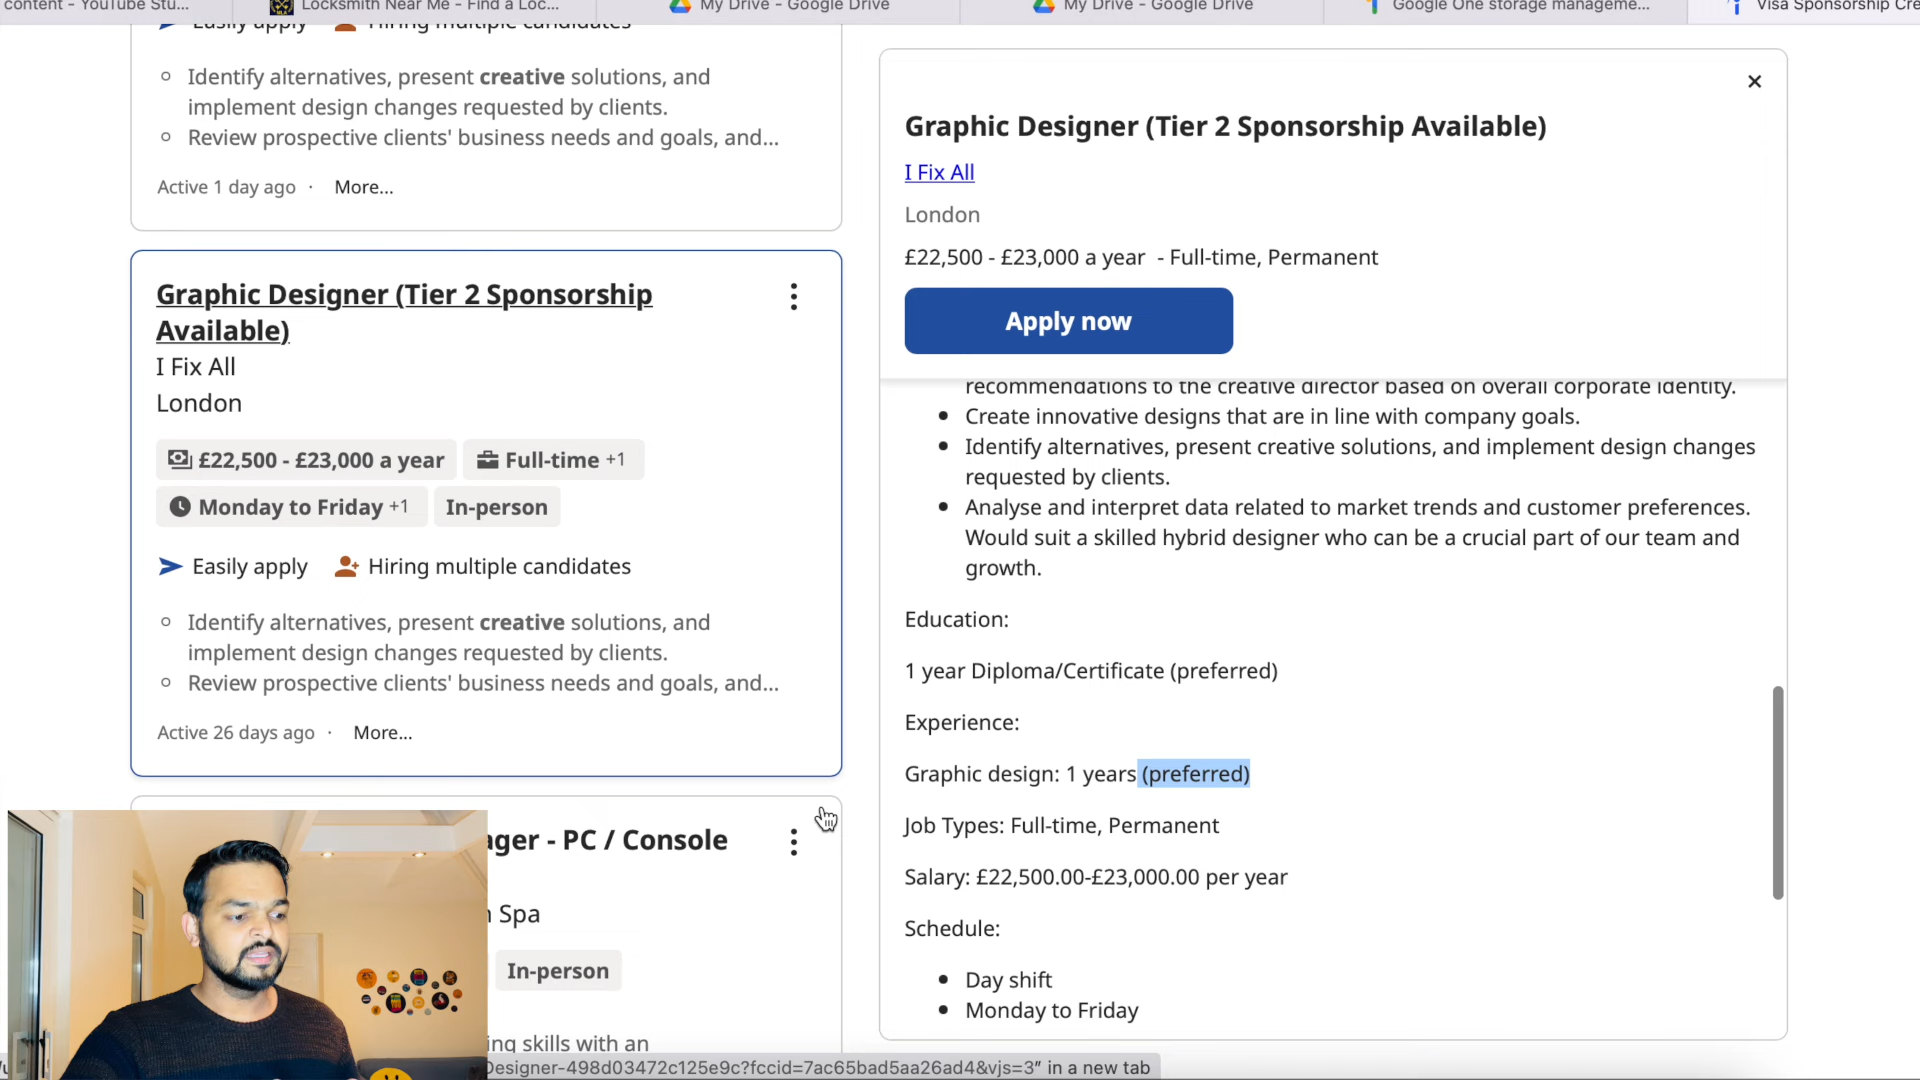 content - YouTube Stu...
Locksmith Near Me - Find a Loc...
My Drive - Google Drive
My Drive - Google Drive
Google One storage manageme...
Visa Sponsorship Cre
Easily apply
Hiring multiple candidates
Identify alternatives, present creative solutions, and
implement design changes requested by clients.
Review prospective clients' business needs and goals, and...
Active 1 day ago · More...
Graphic Designer (Tier 2 Sponsorship
Available)
I Fix All
London
£22,500 - £23,000 a year
Full-time +1
Monday to Friday +1
In-person
Easily apply
Hiring multiple candidates
Identify alternatives, present creative solutions, and
implement design changes requested by clients.
Review prospective clients' business needs and goals, and...
Active 26 days ago · More...
ager - PC / Console
Spa
In-person
ing skills with an
Designer-498d03472c125e9c?fccid=7ac65bad5aa26ad4&vjs=3" in a new tab
Graphic Designer (Tier 2 Sponsorship Available)
I Fix All
London
£22,500 - £23,000 a year - Full-time, Permanent
Apply now
recommendations to the creative director based on overall corporate identity.
Create innovative designs that are in line with company goals.
Identify alternatives, present creative solutions, and implement design changes
requested by clients.
Analyse and interpret data related to market trends and customer preferences.
Would suit a skilled hybrid designer who can be a crucial part of our team and
growth.
Education:
1 year Diploma/Certificate (preferred)
Experience:
Graphic design: 1 years (preferred)
Job Types: Full-time, Permanent
Salary: £22,500.00-£23,000.00 per year
Schedule:
Day shift
Monday to Friday